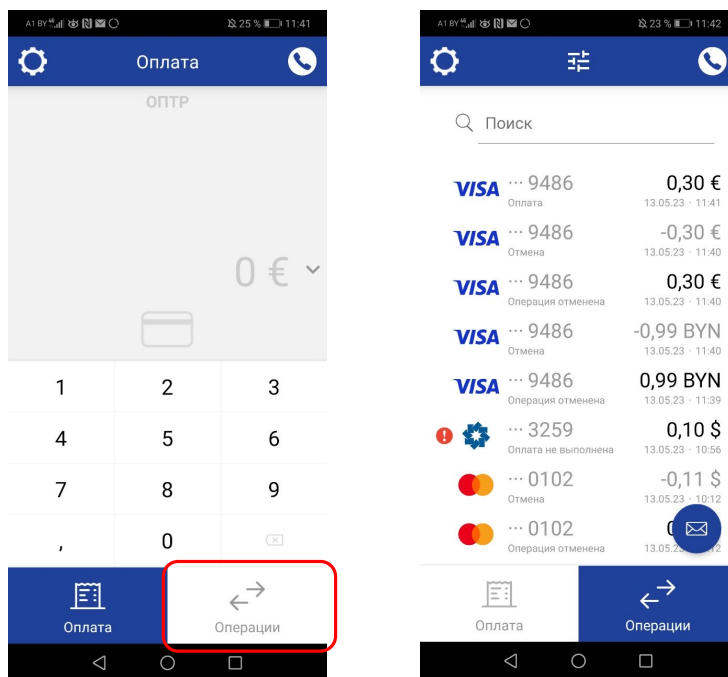 A1 BY 25 % 11:41
Оплата
ОПТР
0 €
1 2 3
4 5 6
7 8 9
, 0
Оплата Операции
A1 BY 23 % 11:42
Поиск
VISA ··· 9486 0,30 €
Оплата 13.05.23 · 11:41
VISA ··· 9486 -0,30 €
Отмена 13.05.23 · 11:40
VISA ··· 9486 0,30 €
Операция отменена 13.05.23 · 11:40
VISA ··· 9486 -0,99 BYN
Отмена 13.05.23 · 11:40
VISA ··· 9486 0,99 BYN
Операция отменена 13.05.23 · 11:39
··· 3259 0,10 $
Оплата не выполнена 13.05.23 · 10:56
··· 0102 -0,11 $
Отмена 13.05.23 · 10:12
··· 0102
Операция отменена
Оплата Операции